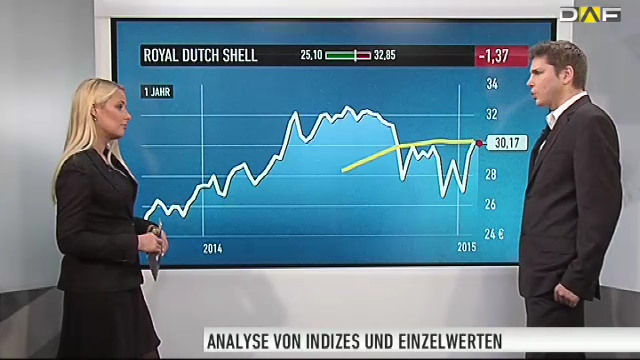 DAF
ROYAL DUTCH SHELL 25,10 32,85 -1,37
1 JAHR
34
32
30,17
28
26
24 €
2014 2015
ANALYSE VON INDIZES UND EINZELWERTEN